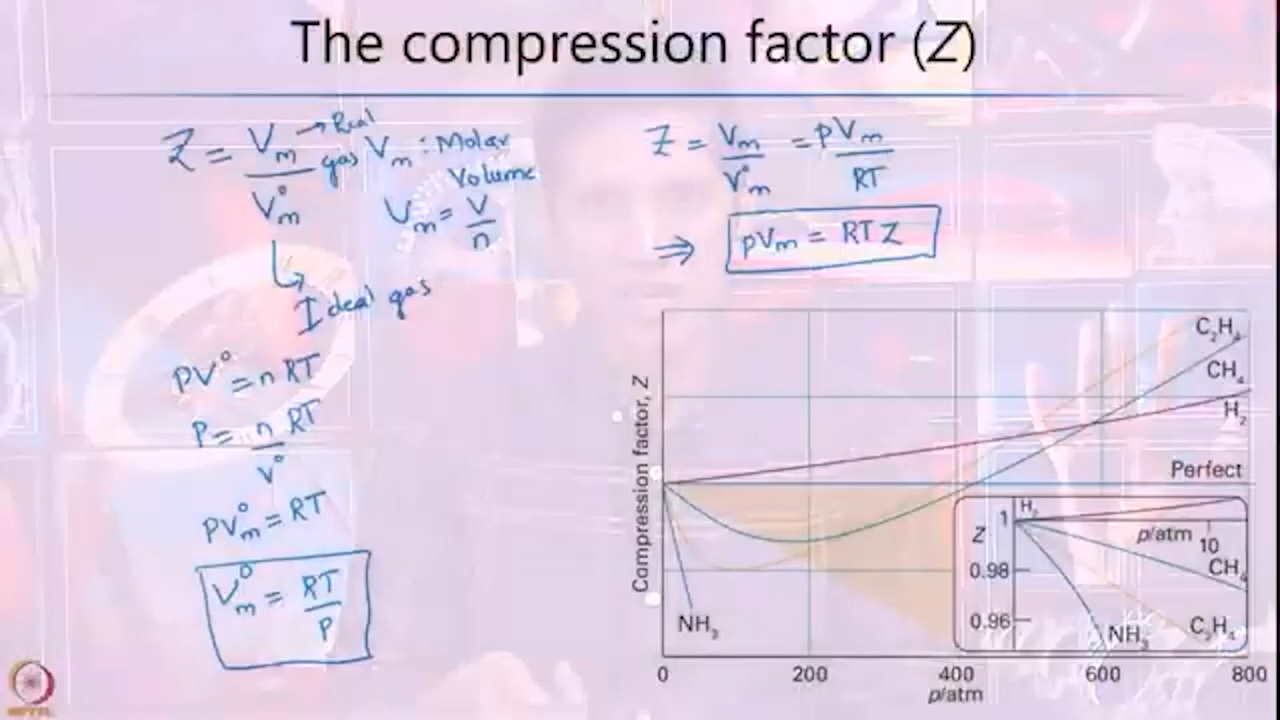 The compression factor (Z)
Z = Vm / V°m → Real gas
Vm : Molar Volume
Vm = V / n
Ideal gas
PV° = nRT
P = n / V° RT
PV°m = RT
V°m = RT / P
Z = Vm / V°m = pVm / RT
⇒ pVm = RTZ
Compression factor, Z
C₂H₄
CH₄
H₂
Perfect
NH₃
H₂
1
Z
p/atm
10
0.98
CH₄
0.96
NH₃
C₂H₄
0 200 400 600 800
p/atm